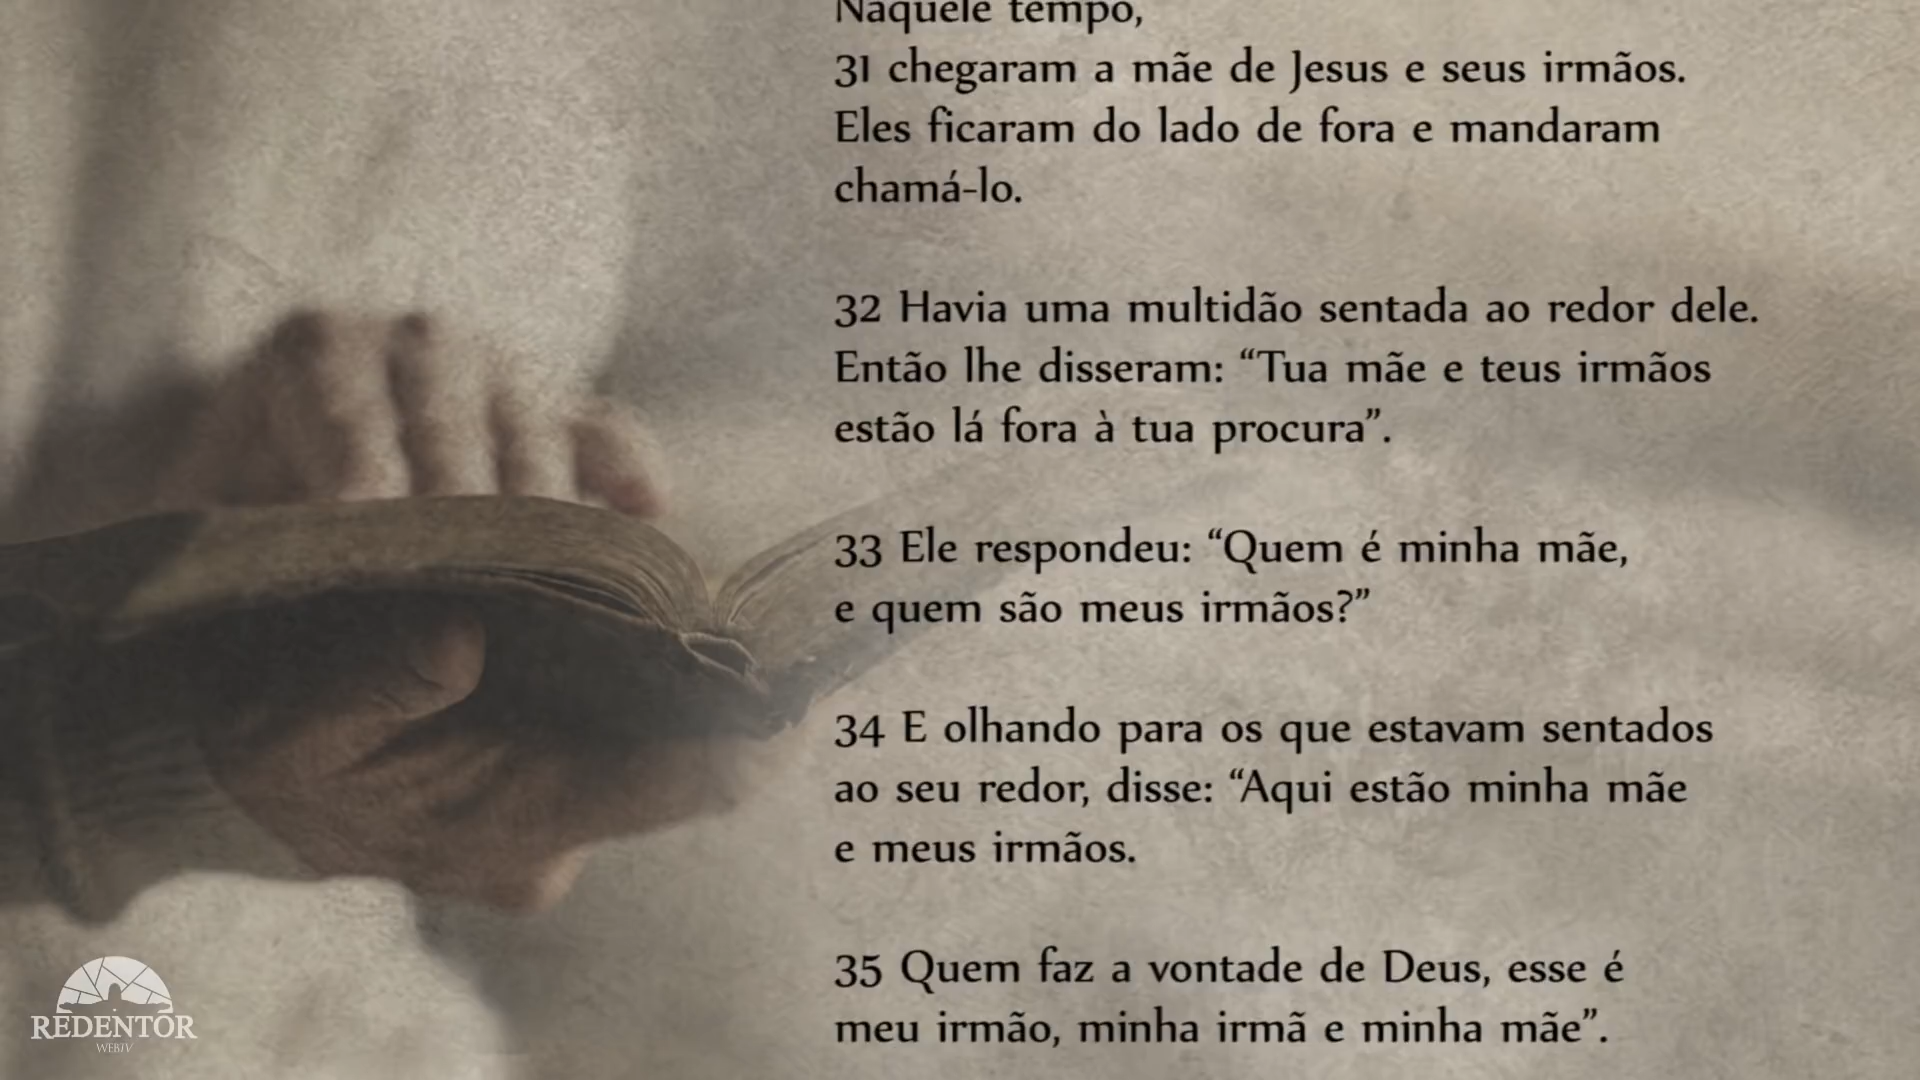 Naquele tempo,
31 chegaram a mãe de Jesus e seus irmãos.
Eles ficaram do lado de fora e mandaram
chamá-lo.
32 Havia uma multidão sentada ao redor dele.
Então lhe disseram: “Tua mãe e teus irmãos
estão lá fora à tua procura”.
33 Ele respondeu: “Quem é minha mãe,
e quem são meus irmãos?”
34 E olhando para os que estavam sentados
ao seu redor, disse: “Aqui estão minha mãe
e meus irmãos.
35 Quem faz a vontade de Deus, esse é
meu irmão, minha irmã e minha mãe”.
REDENTOR
WEBTV